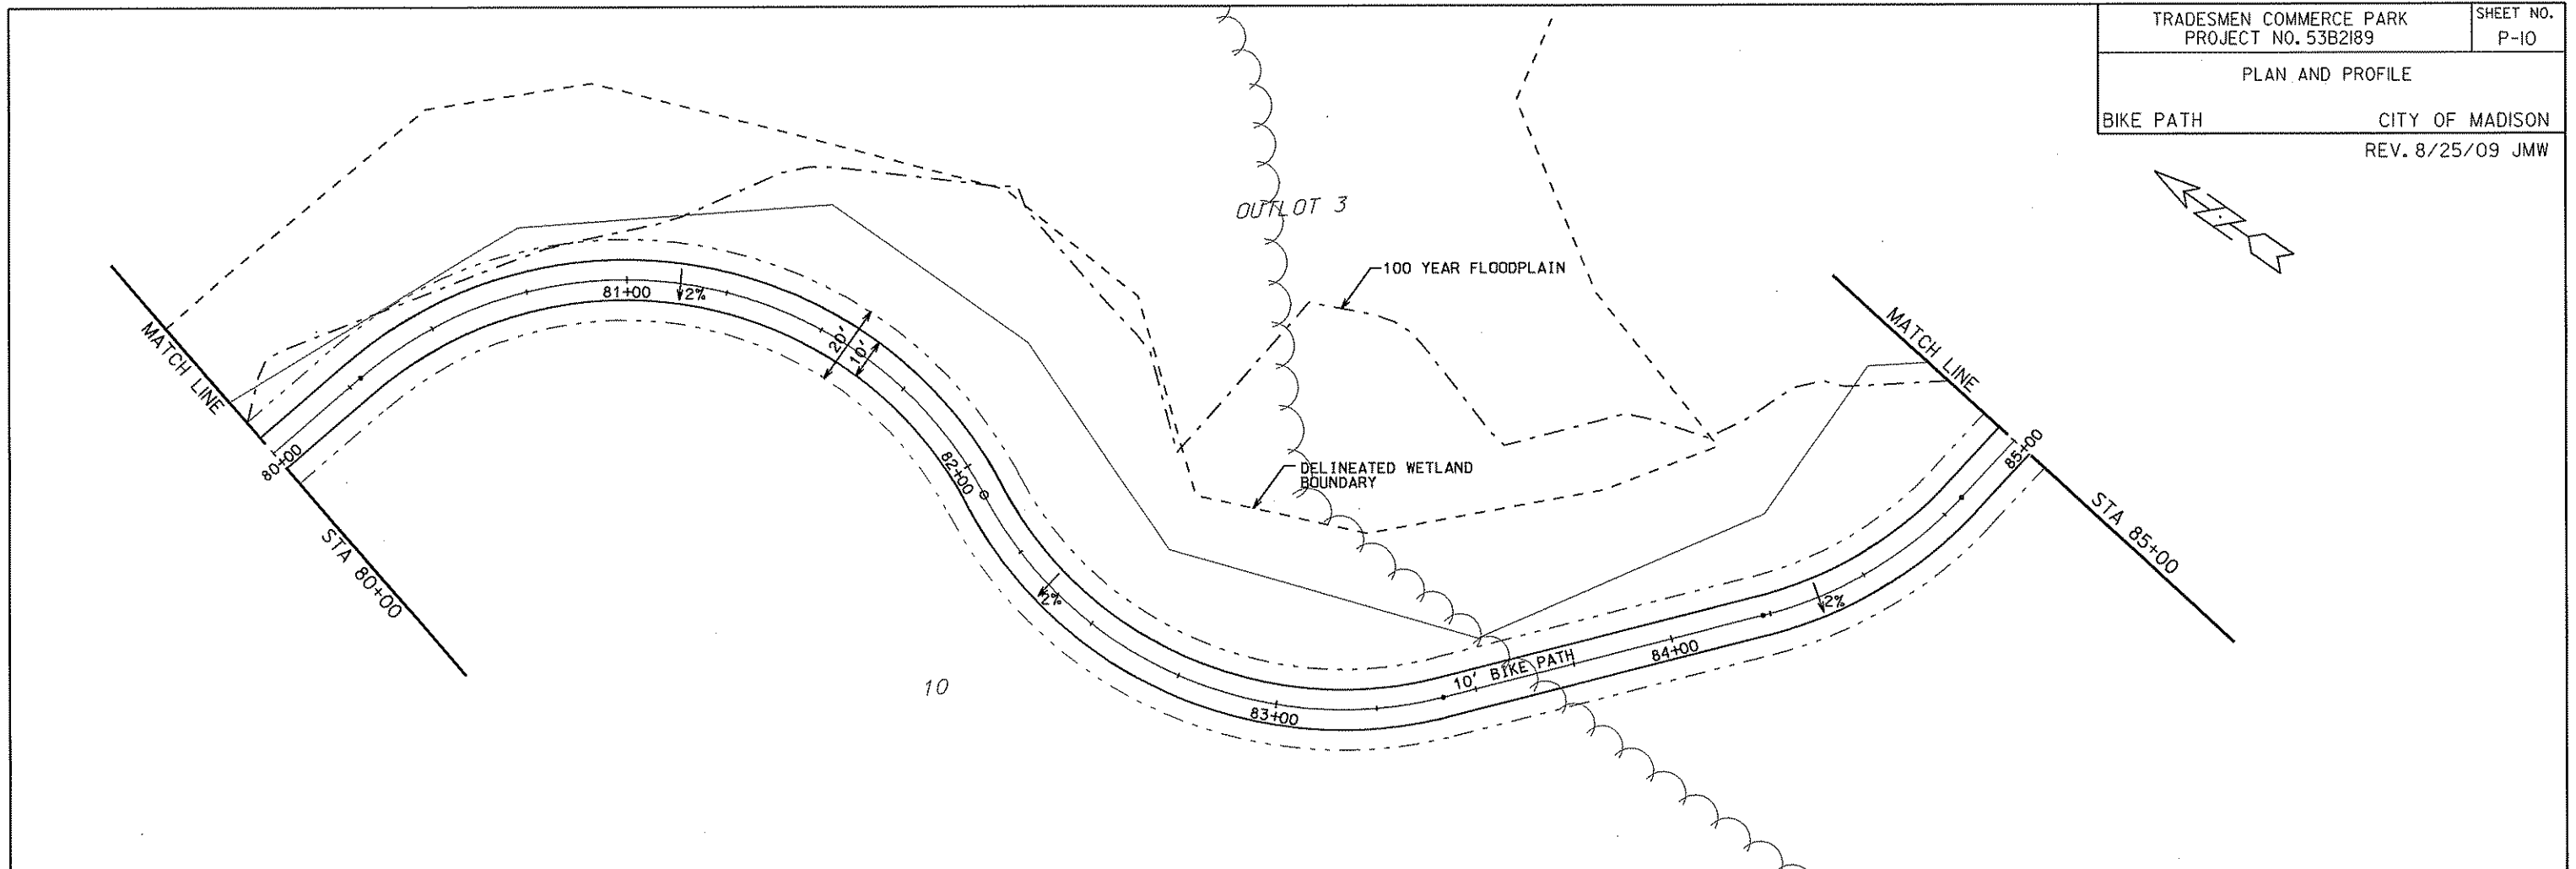 TRADESMEN COMMERCE PARK
PROJECT NO. 53B2189
SHEET NO.
P-10
PLAN AND PROFILE
BIKE PATH
CITY OF MADISON
REV. 8/25/09 JMW
OUTLOT 3
100 YEAR FLOODPLAIN
MATCH LINE
81+00
2%
20'
10'
MATCH LINE
80+00
STA 80+00
82+00
DELINEATED WETLAND
BOUNDARY
85+00
STA 85+00
2%
2%
10' BIKE PATH
84+00
83+00
10